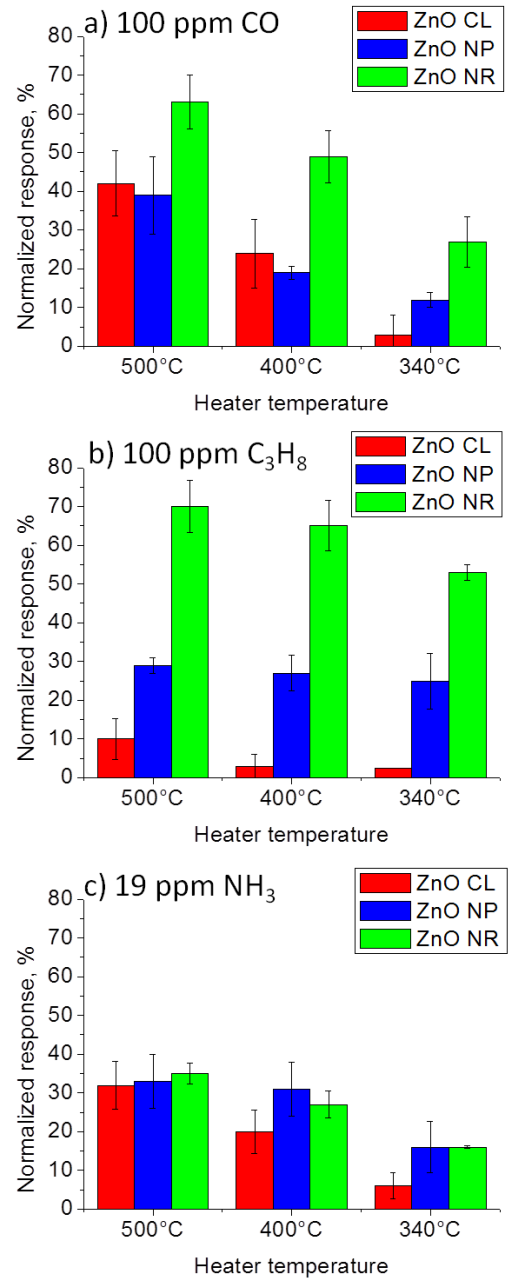 a) 100 ppm CO
ZnO CL
ZnO NP
ZnO NR
80
70
60
50
40
30
20
10
0
Normalized response, %
500°C 400°C 340°C
Heater temperature
b) 100 ppm C₃H₈
ZnO CL
ZnO NP
ZnO NR
80
70
60
50
40
30
20
10
0
Normalized response, %
500°C 400°C 340°C
Heater temperature
c) 19 ppm NH₃
ZnO CL
ZnO NP
ZnO NR
80
70
60
50
40
30
20
10
0
Normalized response, %
500°C 400°C 340°C
Heater temperature